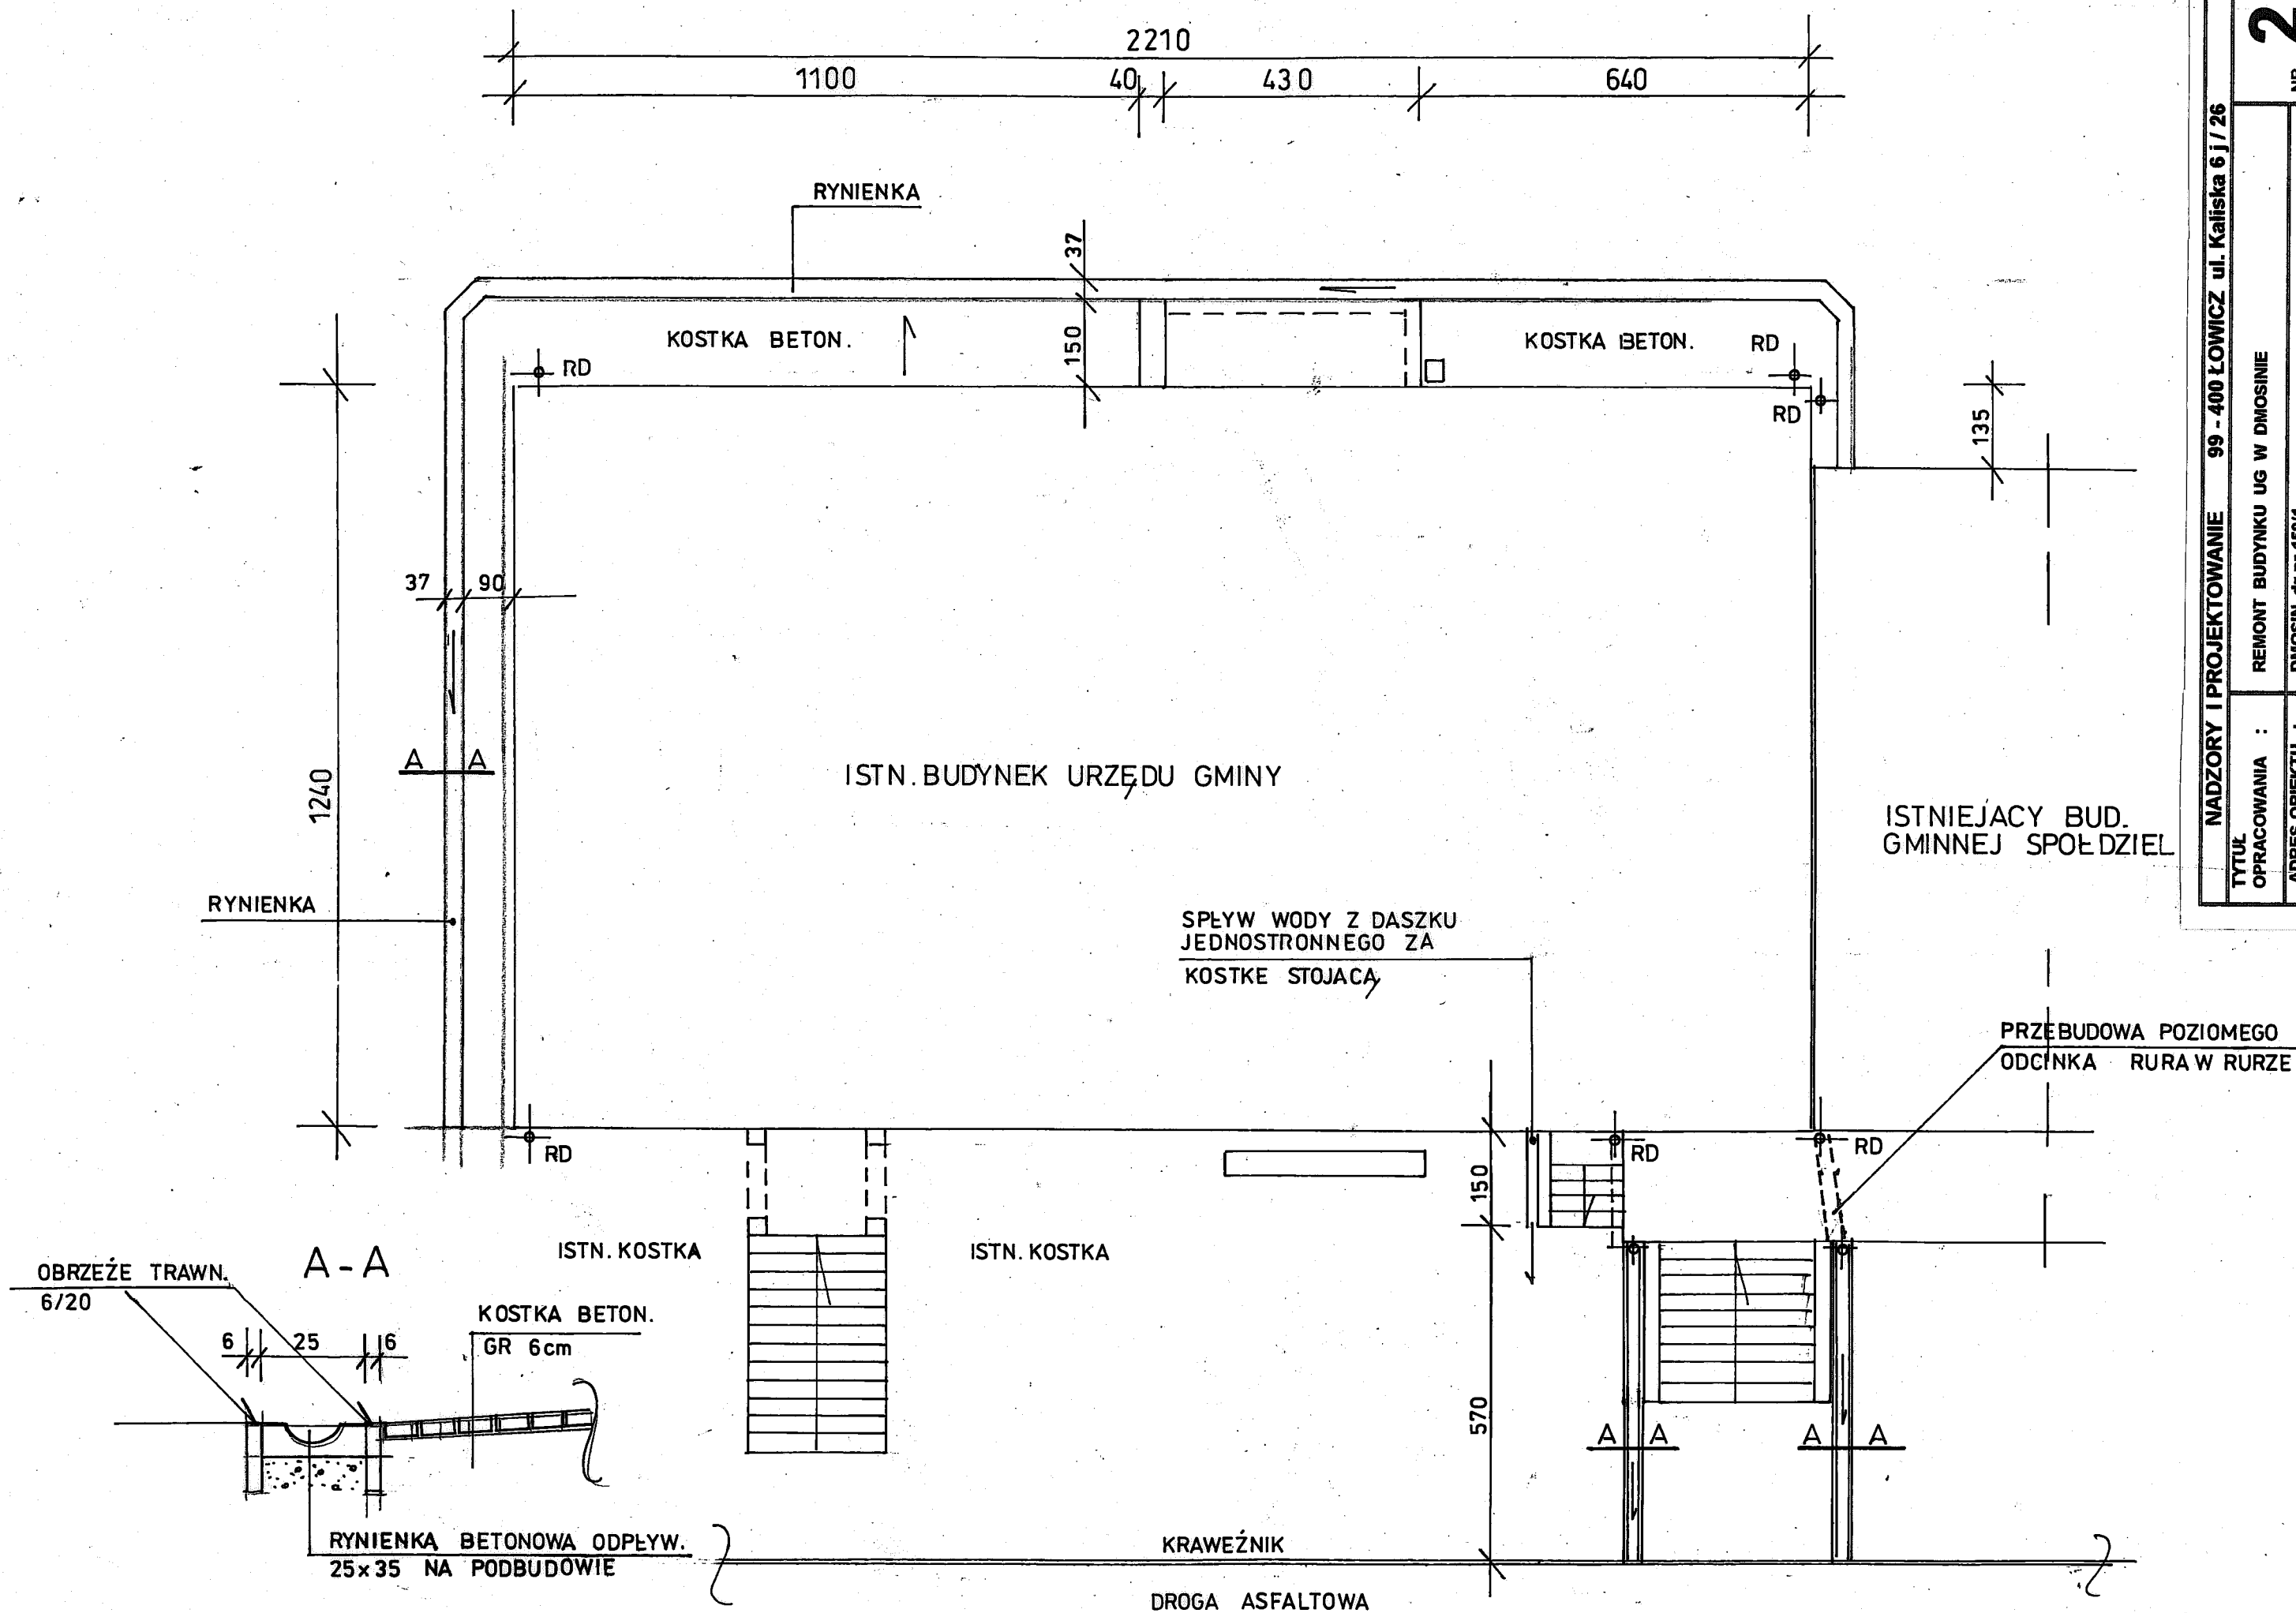 2210
1100 40 430 640
RYNIENKA
37
KOSTKA BETON.
150
KOSTKA BETON.
RD
RD
RD
135
37 90
A A
1240
ISTN. BUDYNEK URZĘDU GMINY
ISTNIEJACY BUD.
GMINNEJ SPOŁDZIEL
RYNIENKA
SPŁYW WODY Z DASZKU
JEDNOSTRONNEGO ZA
KOSTKE STOJACĄ
PRZEBUDOWA POZIOMEGO
ODCINKA RURA W RURZE
RD
RD
RD
150
ISTN. KOSTKA
ISTN. KOSTKA
A-A
OBRZEŻE TRAWN.
6/20
KOSTKA BETON.
GR 6cm
6 25 6
570
A A
A A
RYNIENKA BETONOWA ODPŁYW.
25x35 NA PODBUDOWIE
KRAWEŹNIK
DROGA ASFALTOWA
NADZORY I PROJEKTOWANIE 99 - 400 ŁOWICZ ul. Kaliska 6 j / 26
TYTUŁ
OPRACOWANIA : REMONT BUDYNKU UG W DMOSINIE
2